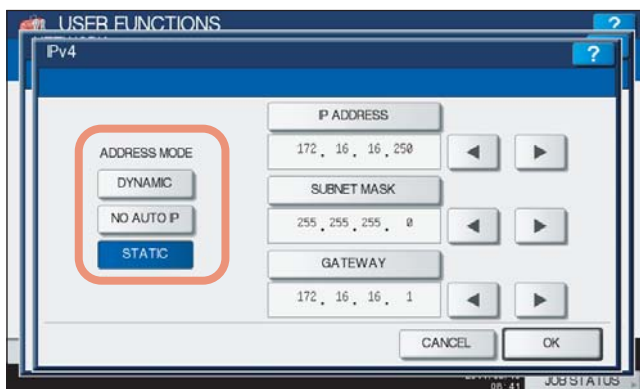 USER FUNCTIONS
?
IPv4
?
ADDRESS MODE
DYNAMIC
NO AUTO IP
STATIC
IP ADDRESS
172. 16. 16. 250
SUBNET MASK
255. 255. 255. 0
GATEWAY
172. 16. 16. 1
CANCEL
OK
08:41
JOB STATUS